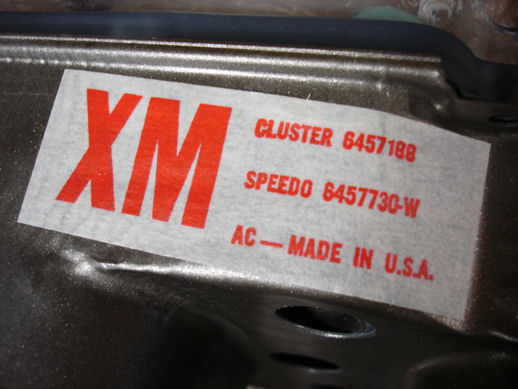 XM
CLUSTER 6457188
SPEEDO 6457730-W
AC — MADE IN U.S.A.